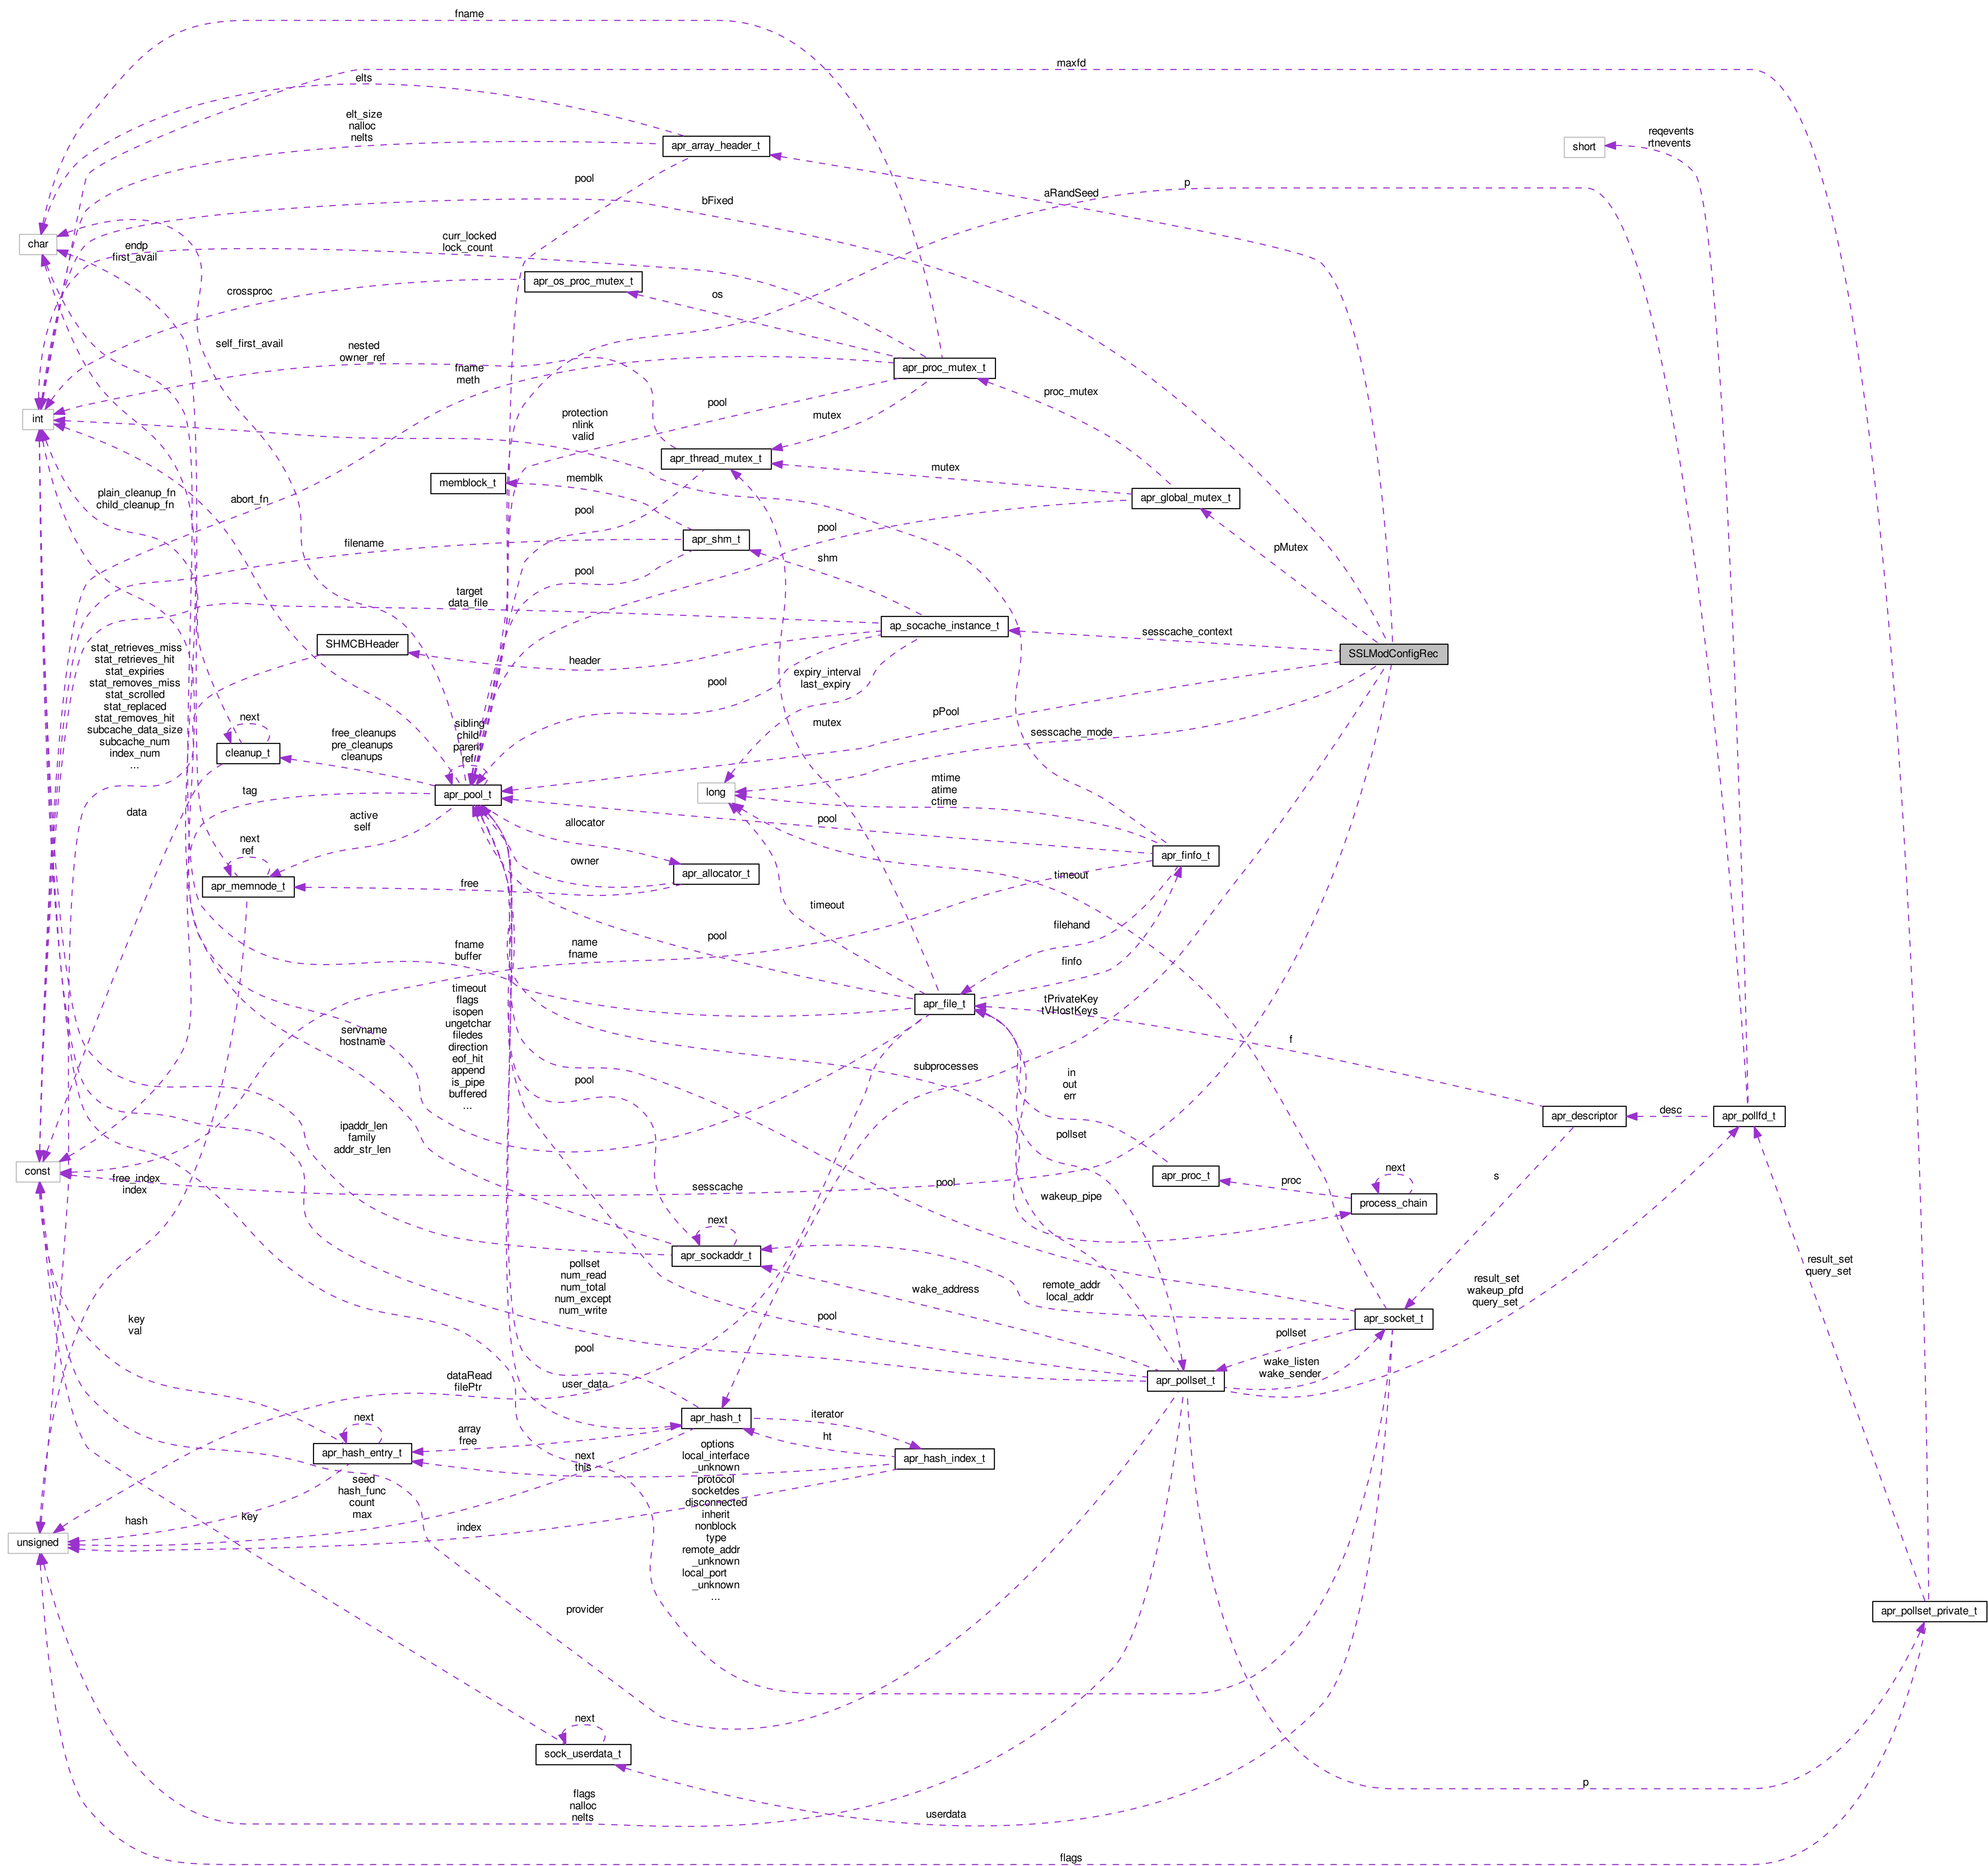 fname
maxfd
elts
elt_size
nalloc
nelts
apr_array_header_t
short
reqevents
rtnevents
pool
p
aRandSeed
bFixed
char
endp
first_avail
curr_locked
lock_count
apr_os_proc_mutex_t
crossproc
os
self_first_avail
nested
owner_ref
fname
meth
apr_proc_mutex_t
proc_mutex
pool
int
protection
nlink
valid
mutex
apr_thread_mutex_t
mutex
memblock_t
memblk
plain_cleanup_fn
child_cleanup_fn
abort_fn
apr_global_mutex_t
pool
pool
apr_shm_t
filename
pMutex
shm
pool
target
data_file
ap_socache_instance_t
sesscache_context
SSLModConfigRec
SHMCBHeader
header
stat_retrieves_miss
stat_retrieves_hit
stat_expiries
stat_removes_miss
stat_scrolled
stat_replaced
stat_removes_hit
subcache_data_size
subcache_num
index_num
...
expiry_interval
last_expiry
pool
pPool
next
cleanup_t
free_cleanups
pre_cleanups
cleanups
sibling
child
parent
ref
mutex
sesscache_mode
tag
apr_pool_t
long
mtime
atime
ctime
data
active
self
allocator
pool
next
ref
apr_finfo_t
owner
apr_allocator_t
timeout
apr_memnode_t
free
timeout
filehand
fname
buffer
name
fname
pool
finfo
timeout
flags
isopen
ungetchar
filedes
direction
eof_hit
append
is_pipe
buffered
...
apr_file_t
tPrivateKey
tVHostKeys
servname
hostname
f
subprocesses
in
out
err
pool
apr_descriptor
desc
apr_pollfd_t
ipaddr_len
family
addr_str_len
pollset
const
apr_proc_t
next
s
free_index
index
sesscache
pool
proc
process_chain
wakeup_pipe
next
apr_sockaddr_t
result_set
query_set
pollset
num_read
num_total
num_except
num_write
wake_address
remote_addr
local_addr
result_set
wakeup_pfd
query_set
key
val
pool
apr_socket_t
pollset
pool
wake_listen
wake_sender
dataRead
filePtr
user_data
apr_pollset_t
next
apr_hash_t
iterator
array
free
ht
apr_hash_entry_t
apr_hash_index_t
next
this
options
local_interface
_unknown
protocol
socketdes
disconnected
inherit
nonblock
type
remote_addr
_unknown
local_port
_unknown
...
seed
hash_func
count
max
hash
key
index
unsigned
provider
apr_pollset_private_t
next
sock_userdata_t
p
flags
nalloc
nelts
userdata
flags